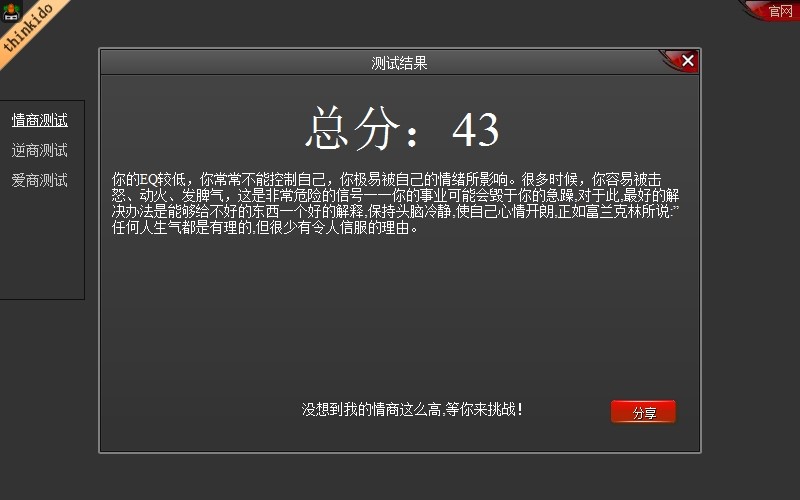 thinkido
官网
测试结果
情商测试
逆商测试
爱商测试
总分：43
你的EQ较低，你常常不能控制自己，你极易被自己的情绪所影响。很多时候，你容易被击
怒、动火、发脾气，这是非常危险的信号——你的事业可能会毁于你的急躁,对于此,最好的解
决办法是能够给不好的东西一个好的解释,保持头脑冷静,使自己心情开朗,正如富兰克林所说:”
任何人生气都是有理的,但很少有令人信服的理由。
没想到我的情商这么高,等你来挑战！
分享